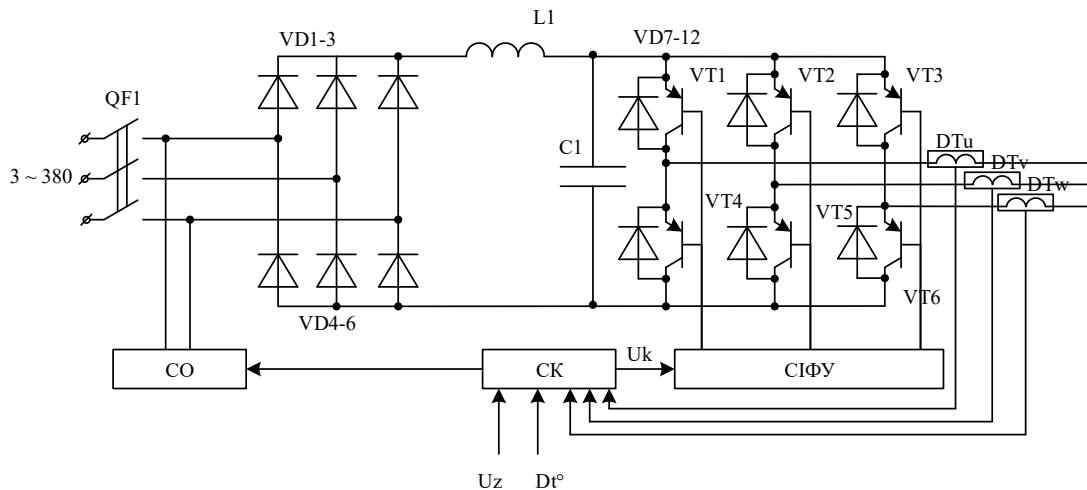 L1
VD1-3
VD7-12
VT1
VT2
VT3
QF1
C1
DTu
DTv
DTw
3 ~ 380
VT4
VT5
VT6
VD4-6
СО
СК
Uk
СІФУ
Uz
Dt°